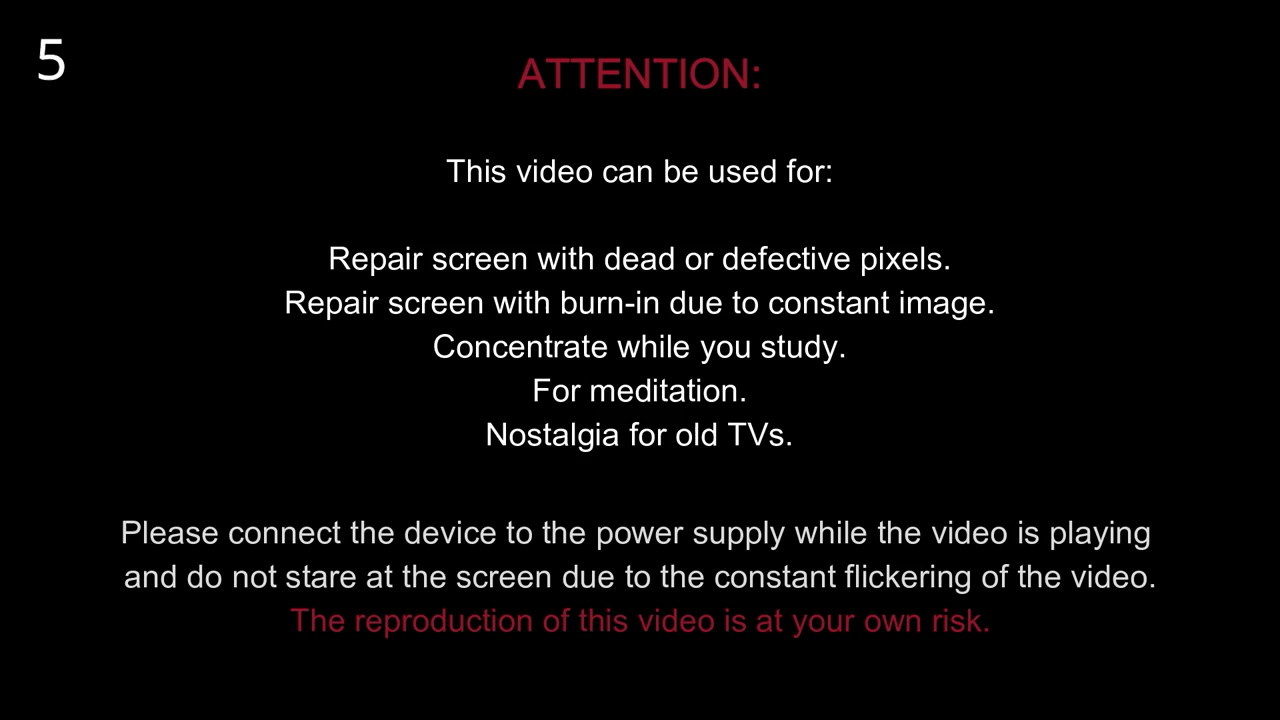 5
ATTENTION:
This video can be used for:
Repair screen with dead or defective pixels.
Repair screen with burn-in due to constant image.
Concentrate while you study.
For meditation.
Nostalgia for old TVs.
Please connect the device to the power supply while the video is playing
and do not stare at the screen due to the constant flickering of the video.
The reproduction of this video is at your own risk.